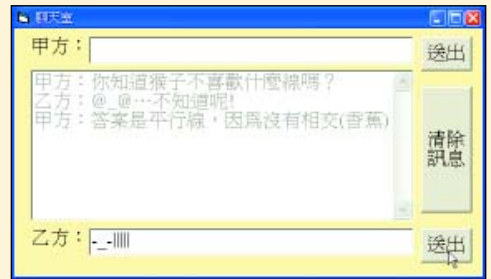 聊天室
甲方：
送出
甲方：你知道猴子不喜歡什麼線嗎？
乙方：@_@…不知道呢!
甲方：答案是平行線，因為沒有相交(香蕉)
清除
訊息
乙方：-_-|||||
送出